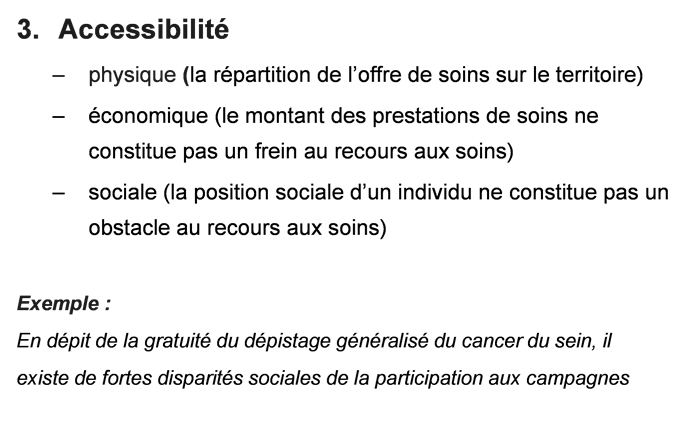 3. Accessibilité
– physique (la répartition de l’offre de soins sur le territoire)
– économique (le montant des prestations de soins ne
constitue pas un frein au recours aux soins)
– sociale (la position sociale d’un individu ne constitue pas un
obstacle au recours aux soins)
Exemple :
En dépit de la gratuité du dépistage généralisé du cancer du sein, il
existe de fortes disparités sociales de la participation aux campagnes